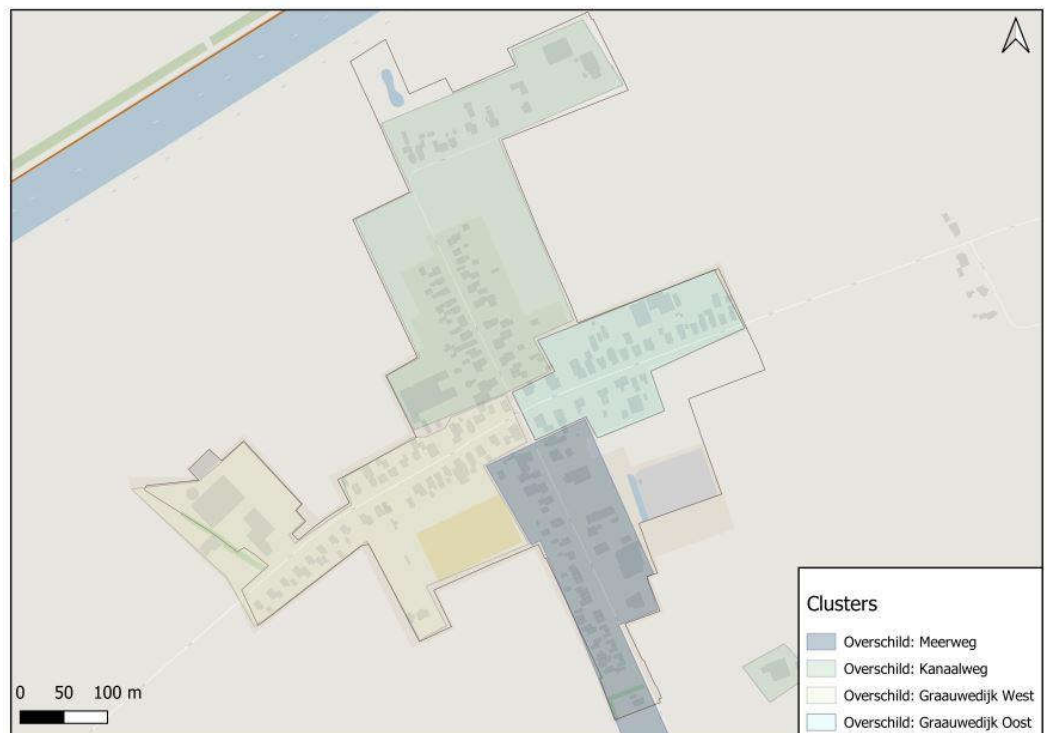 Clusters
Overschild: Meerweg
Overschild: Kanaalweg
Overschild: Graauwedijk West
Overschild: Graauwedijk Oost
0 50 100 m